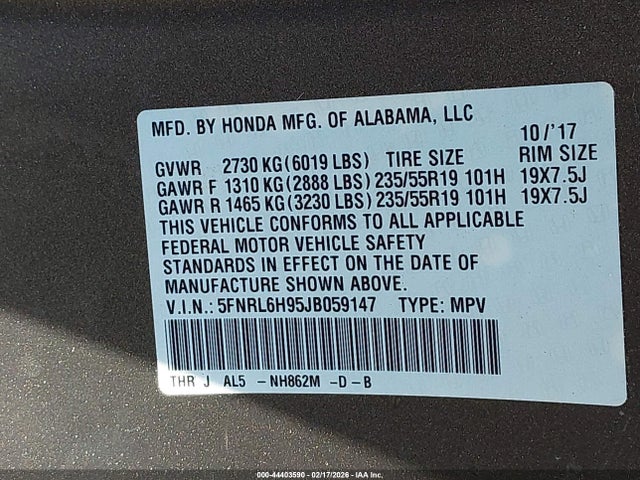 MFD. BY HONDA MFG. OF ALABAMA, LLC
10/'17
GVWR 2730 KG(6019 LBS) TIRE SIZE RIM SIZE
GAWR F 1310 KG(2888 LBS)235/55R19 101H 19X7.5J
GAWR R 1465 KG(3230 LBS)235/55R19 101H 19X7.5J
THIS VEHICLE CONFORMS TO ALL APPLICABLE
FEDERAL MOTOR VEHICLE SAFETY
STANDARDS IN EFFECT ON THE DATE OF
MANUFACTURE SHOWN ABOVE.
V.I.N.: 5FNRL6H95JB059147 TYPE: MPV
THR J AL5 -NH862M -D-B
000-44403590 - 02/17/2026 - IAA Inc.